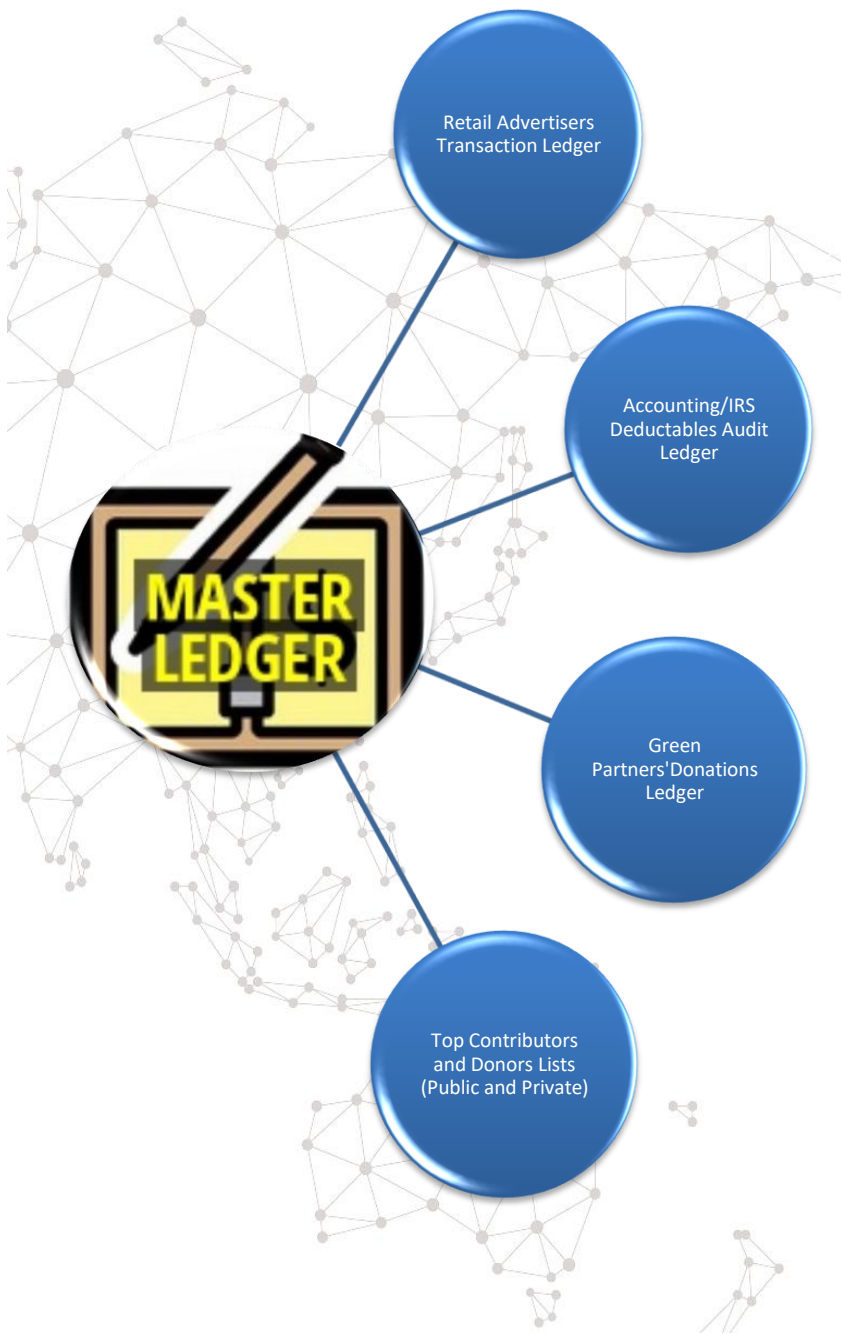 Retail Advertisers
Transaction Ledger
Accounting/IRS
Deductables Audit
Ledger
MASTER
LEDGER
Green
Partners'Donations
Ledger
Top Contributors
and Donors Lists
(Public and Private)